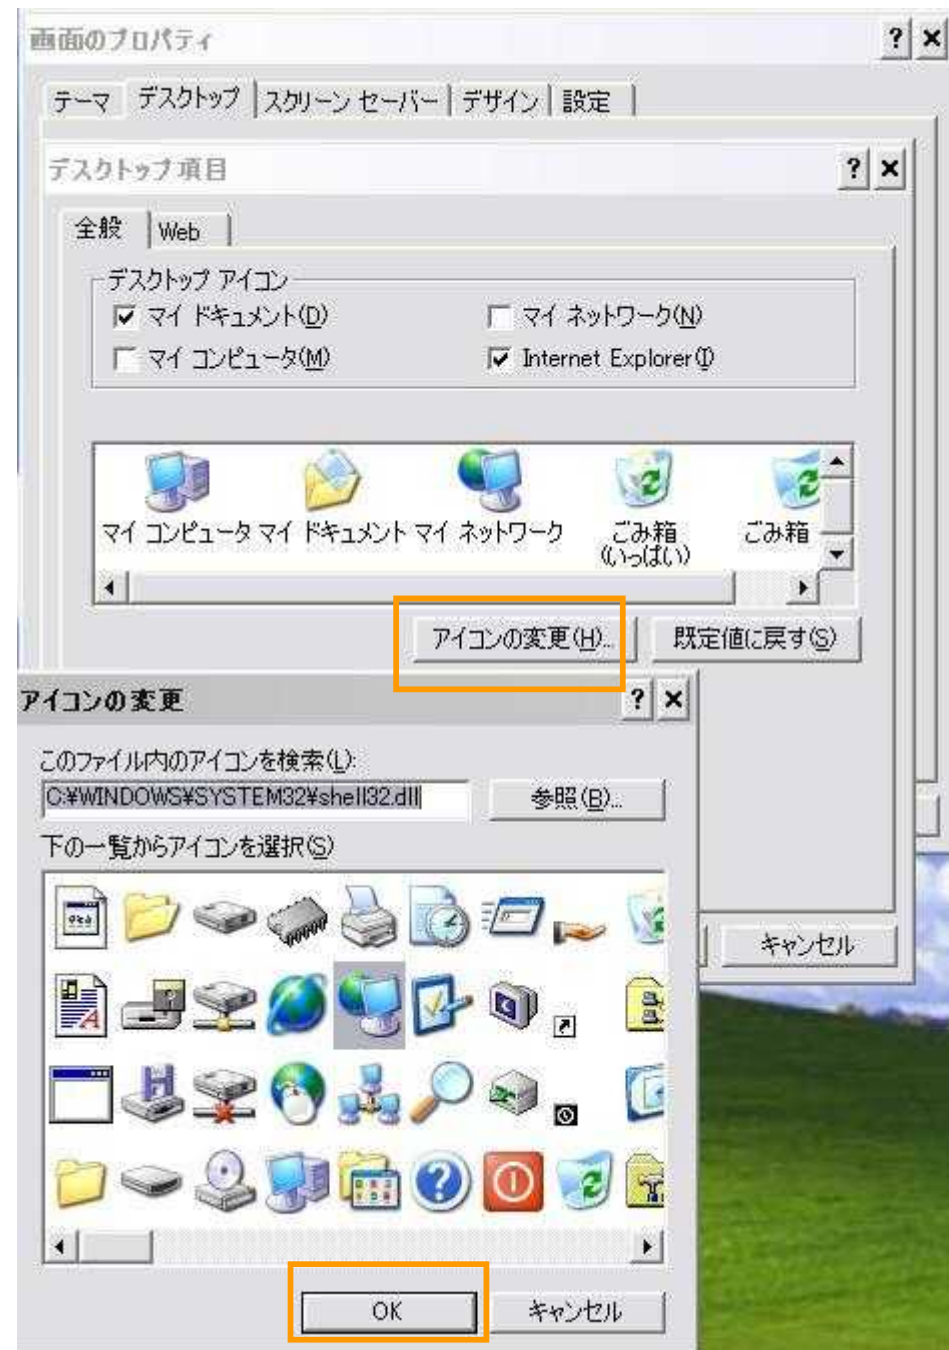 画面のプロパティ
テーマ デスクトップ スクリーン セーバー デザイン 設定
デスクトップ項目
全般 Web
デスクトップ アイコン
マイ ドキュメント(D) マイ ネットワーク(N)
マイ コンピュータ(M) Internet Explorer(I)
マイ コンピュータ マイ ドキュメント マイ ネットワーク ごみ箱 ごみ箱
(いっぱい)
アイコンの変更(H)... 既定値に戻す(S)
アイコンの変更
このファイル内のアイコンを検索(L):
C:¥WINDOWS¥SYSTEM32¥shell32.dll 参照(B)...
下の一覧からアイコンを選択(S)
キャンセル
OK キャンセル